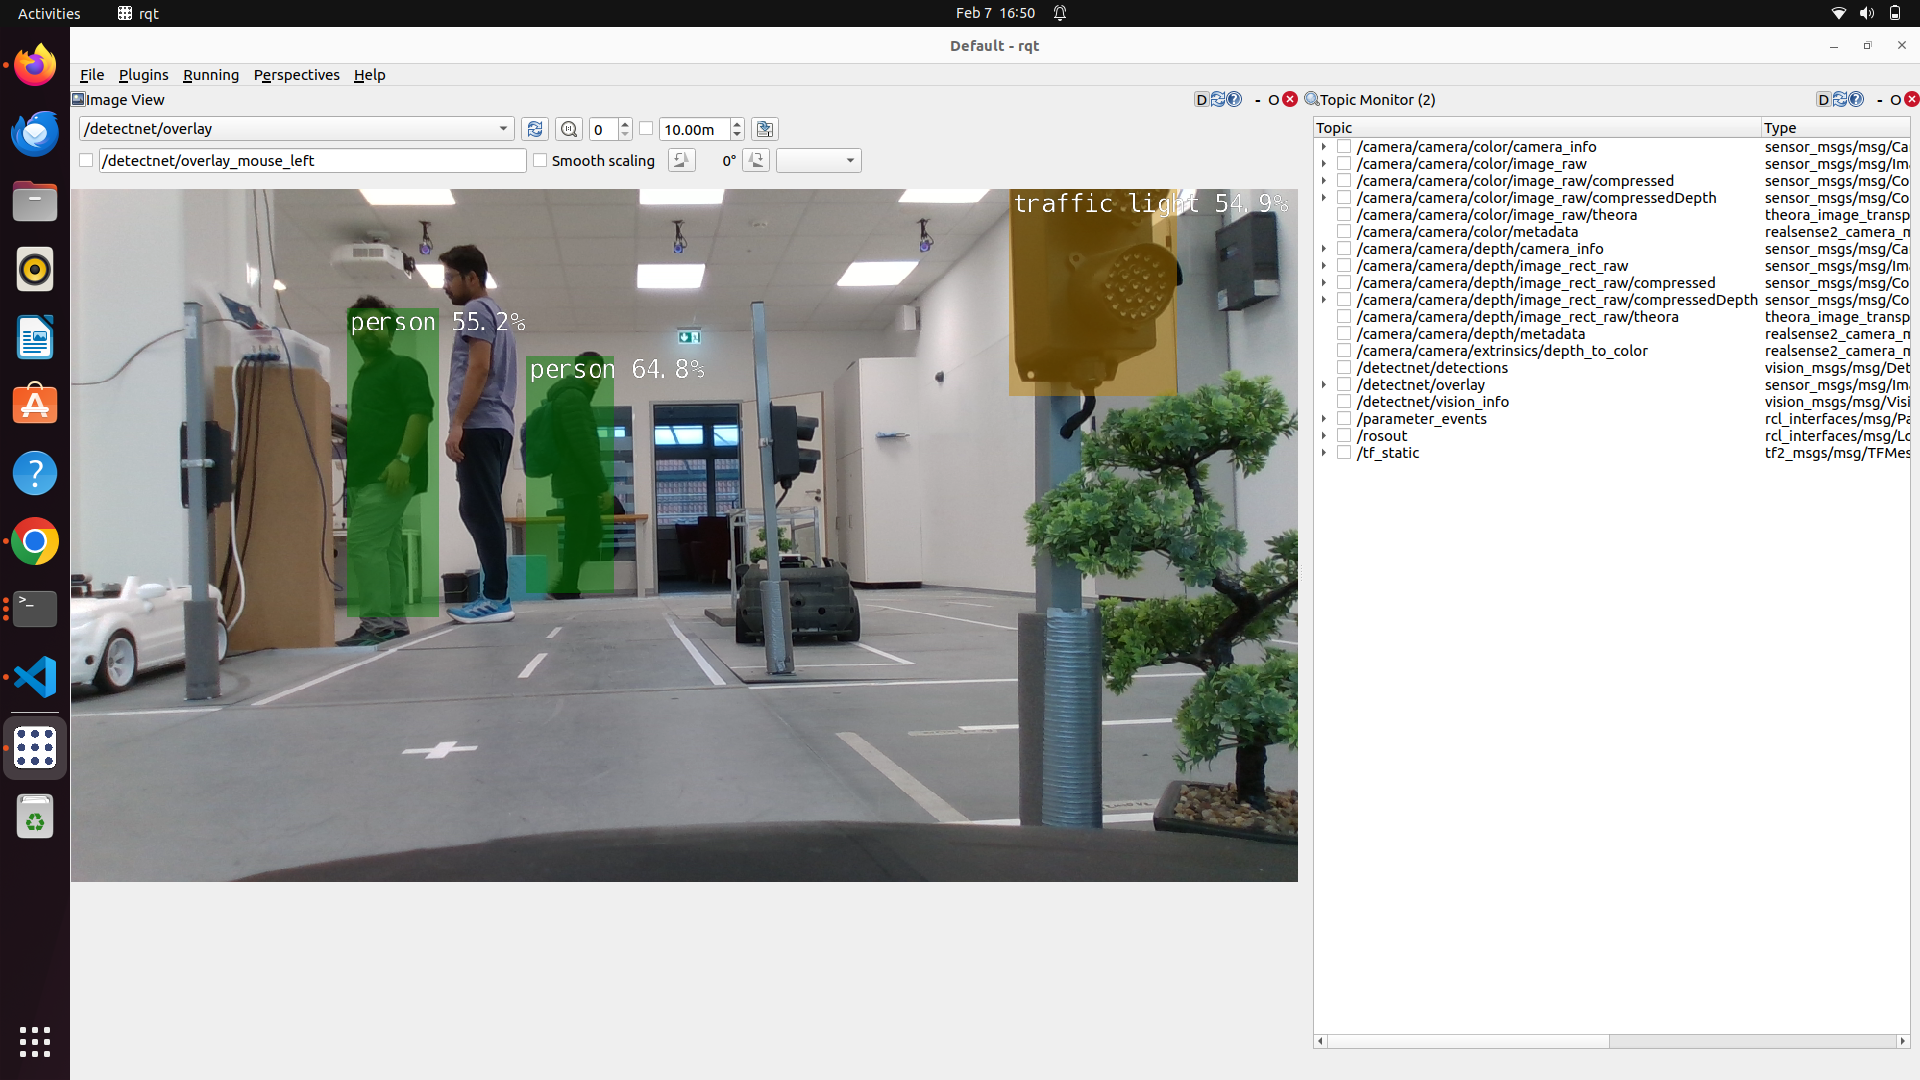 Activities rqt Feb 7 16:50
Default - rqt
File Plugins Running Perspectives Help
Image View D - O
/detectnet/overlay 0 10.00m
/detectnet/overlay_mouse_left Smooth scaling 0°
traffic light 54.9%
person 55.2%
person 64.8%
Topic Monitor (2) D - O
Topic Type
/camera/camera/color/camera_info sensor_msgs/msg/Ca
/camera/camera/color/image_raw sensor_msgs/msg/Ima
/camera/camera/color/image_raw/compressed sensor_msgs/msg/Co
/camera/camera/color/image_raw/compressedDepth sensor_msgs/msg/Co
/camera/camera/color/image_raw/theora theora_image_transp
/camera/camera/color/metadata realsense2_camera_m
/camera/camera/depth/camera_info sensor_msgs/msg/Ca
/camera/camera/depth/image_rect_raw sensor_msgs/msg/Ima
/camera/camera/depth/image_rect_raw/compressed sensor_msgs/msg/Co
/camera/camera/depth/image_rect_raw/compressedDepth sensor_msgs/msg/Co
/camera/camera/depth/image_rect_raw/theora theora_image_transp
/camera/camera/depth/metadata realsense2_camera_m
/camera/camera/extrinsics/depth_to_color realsense2_camera_m
/detectnet/detections vision_msgs/msg/Det
/detectnet/overlay sensor_msgs/msg/Ima
/detectnet/vision_info vision_msgs/msg/Visi
/parameter_events rcl_interfaces/msg/Pa
/rosout rcl_interfaces/msg/Lo
/tf_static tf2_msgs/msg/TFMes